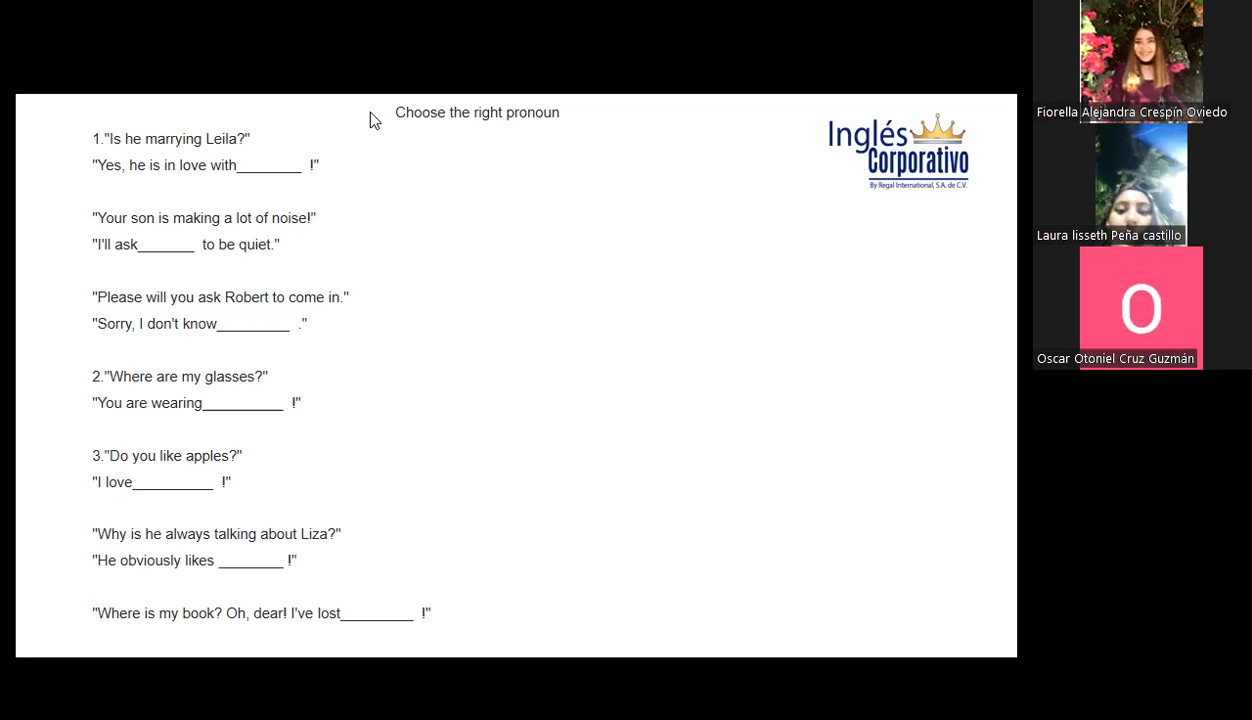 Choose the right pronoun
1."Is he marrying Leila?"
"Yes, he is in love with________ !"
"Your son is making a lot of noise!"
"I'll ask_______ to be quiet."
"Please will you ask Robert to come in."
"Sorry, I don't know_________ ."
2."Where are my glasses?"
"You are wearing__________ !"
3."Do you like apples?"
"I love__________ !"
"Why is he always talking about Liza?"
"He obviously likes ________ !"
"Where is my book? Oh, dear! I've lost_________ !"
Inglés
Corporativo
By Regal International, S.A. de C.V.
Fiorella Alejandra Crespín Oviedo
Laura lisseth Peña castillo
O
Oscar Otoniel Cruz Guzmán